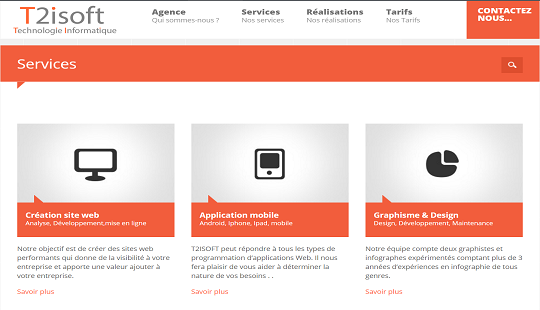 T2isoft
Technologie Informatique
Agence
Qui sommes-nous ?
Services
Nos services
Réalisations
Nos réalisations
Tarifs
Nos Tarifs
CONTACTEZ
NOUS...
Services
Création site web
Analyse, Développement,mise en ligne
Notre objectif est de créer des sites web
performants qui donne de la visibilité à votre
entreprise et apporte une valeur ajouter à
votre entreprise.
Savoir plus
Application mobile
Android, Iphone, Ipad, mobile
T2ISOFT peut répondre à tous les types de
programmation d'applications Web. Il nous
fera plaisir de vous aider à déterminer la
nature de vos besoins . .
Savoir plus
Graphisme & Design
Design, Développement, Maintenance
Notre équipe compte deux graphistes et
infographes expérimentés comptant plus de 3
années d'expériences en infographie de tous
genres.
Savoir plus